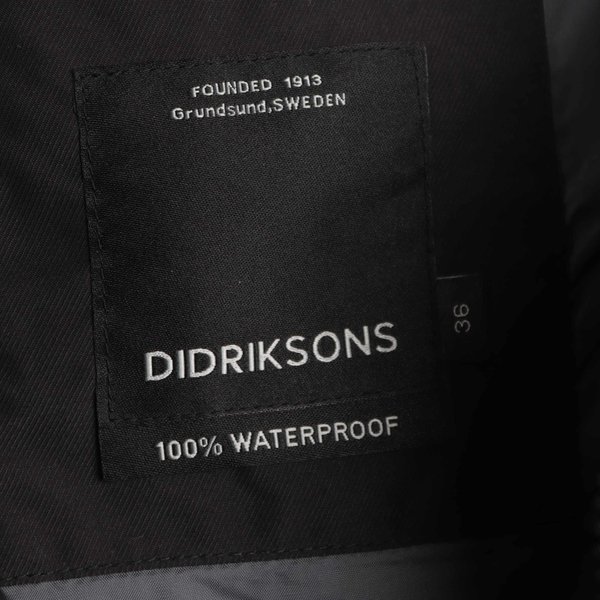 FOUNDED 1913
Grundsund,SWEDEN
DIDRIKSONS
36
100% WATERPROOF